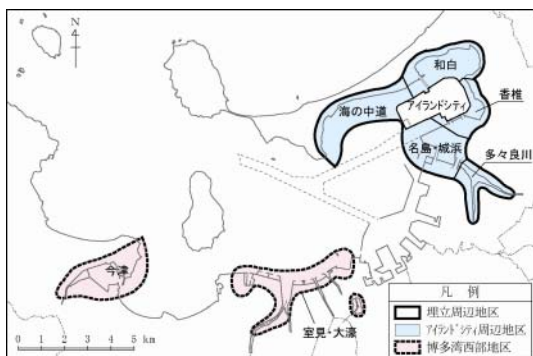 N
和白
香椎
アイランドシティ
海の中道
名島・城浜
多々良川
今津
室見・大濠
0 1 2 3 4 5 km
凡 例
埋立周辺地区
アイランドシティ周辺地区
博多湾西部地区